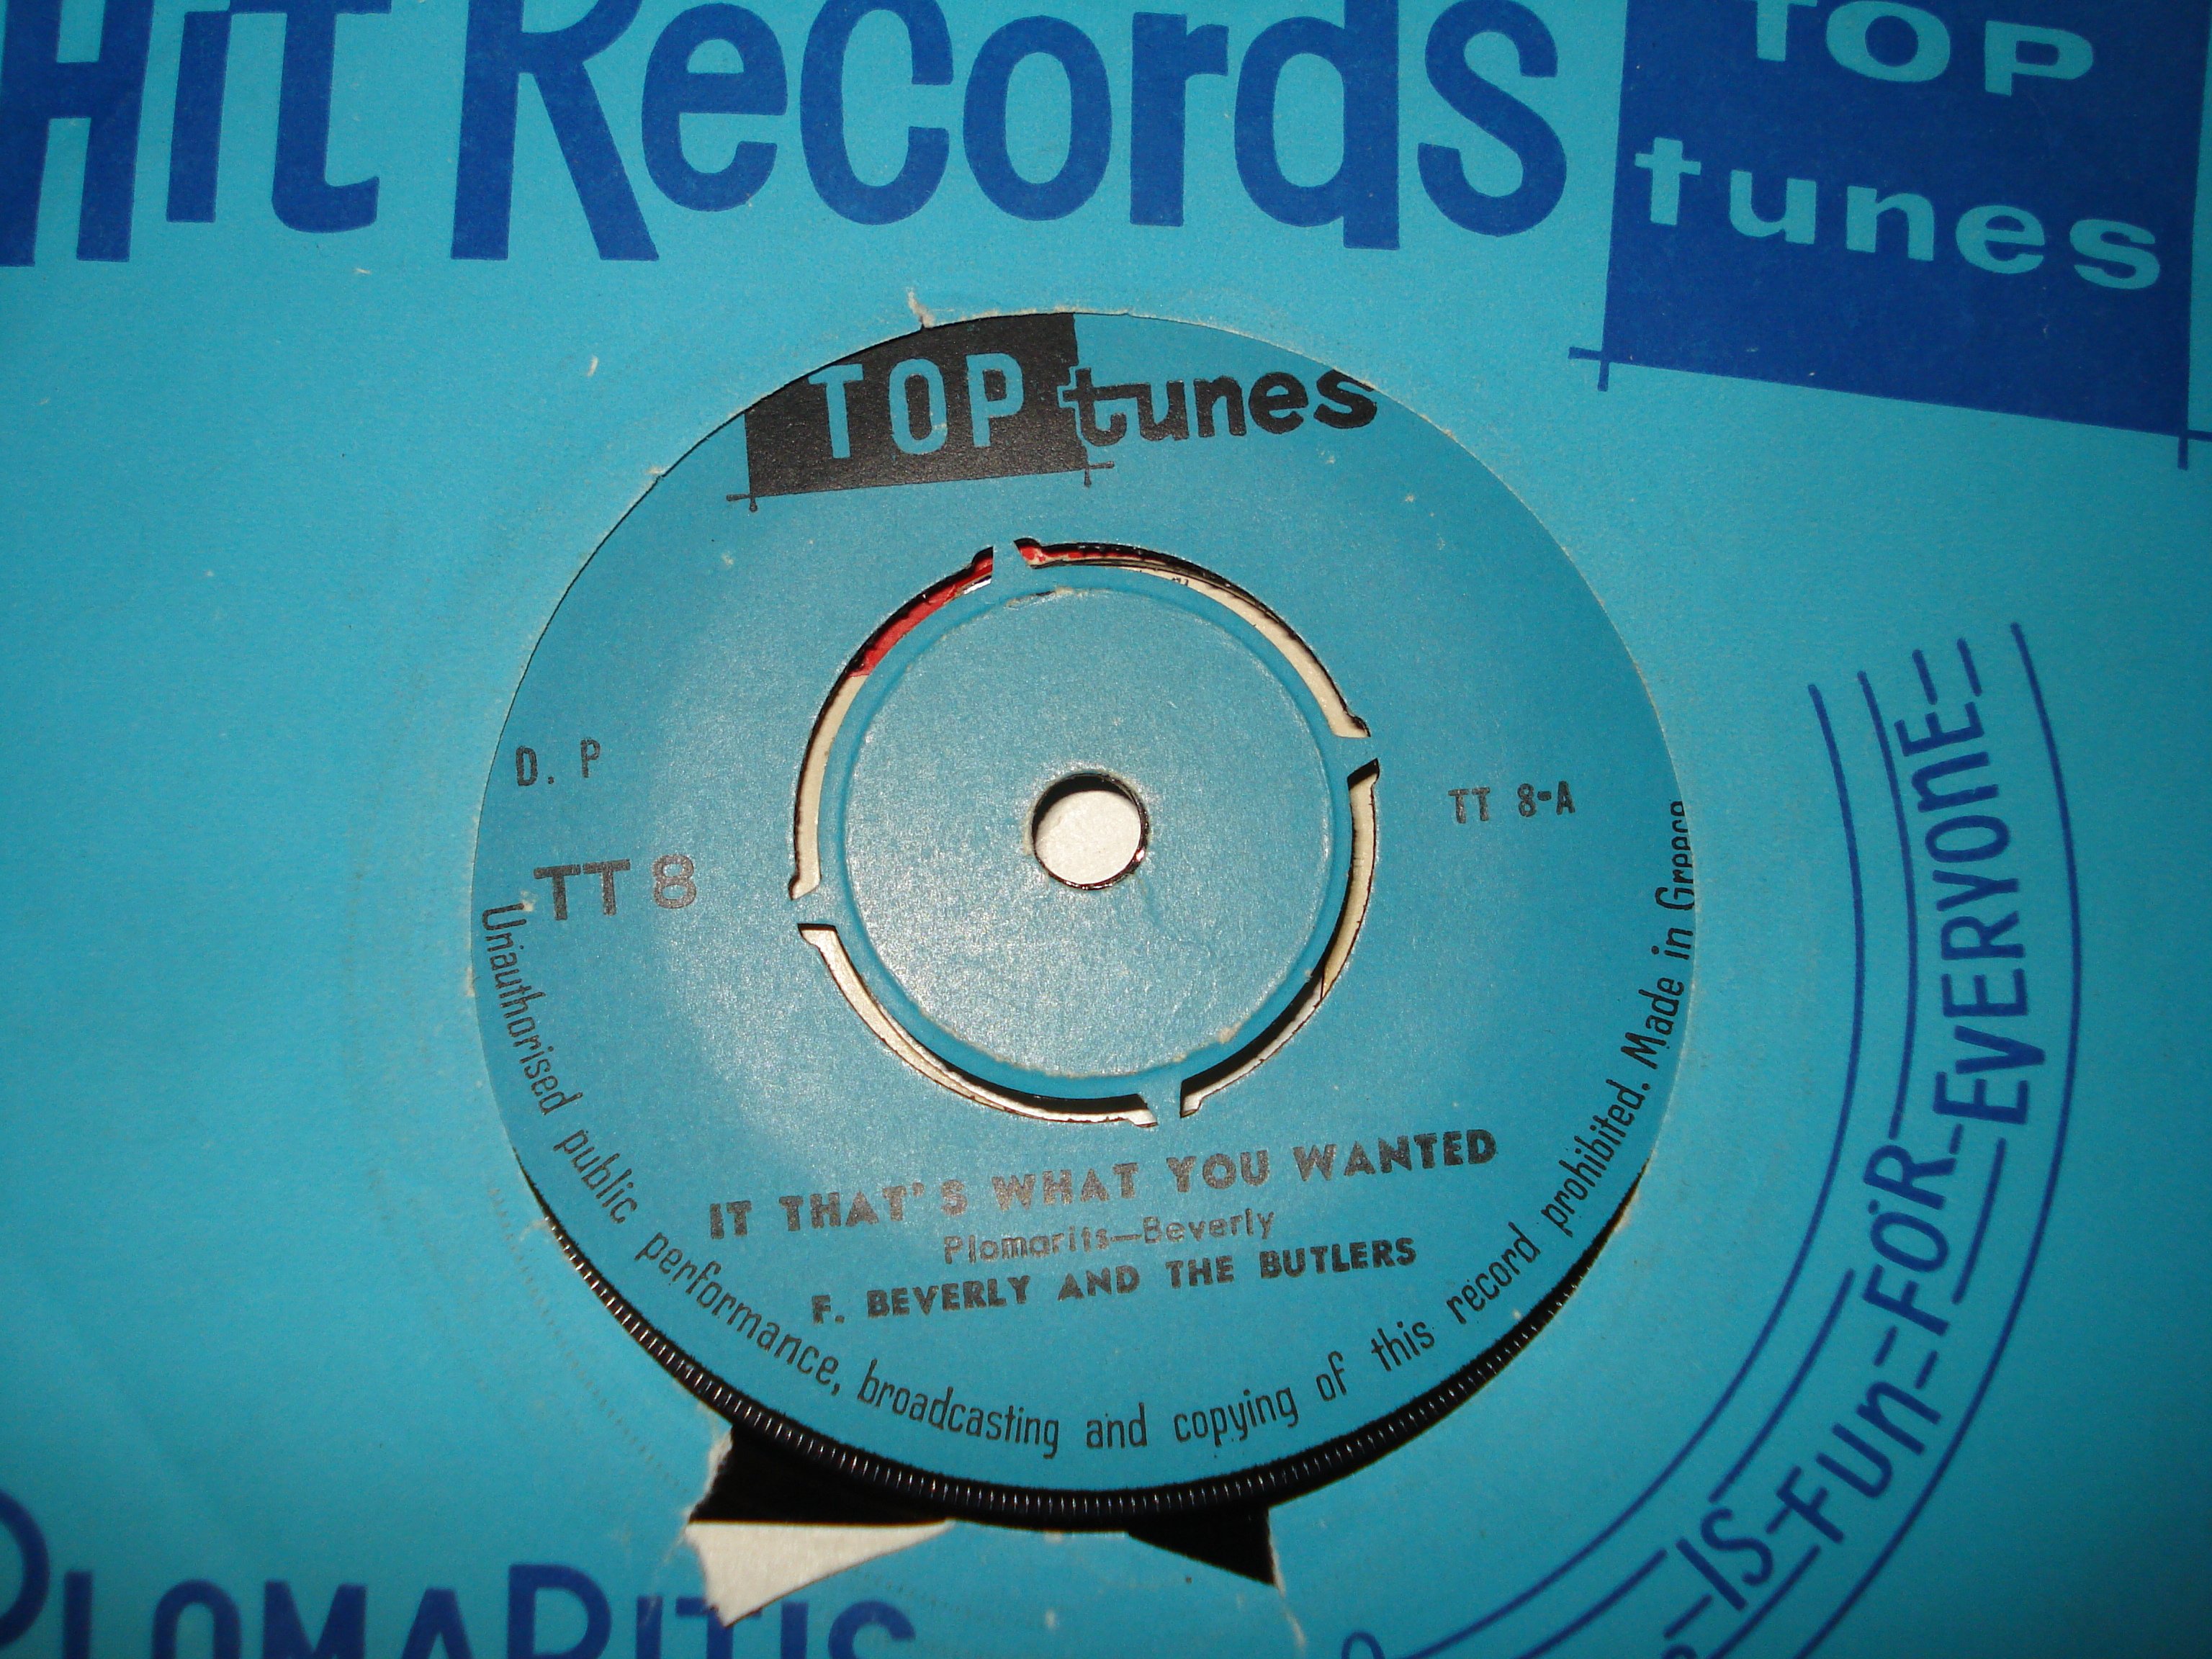 Hit Records
TOP
tunes
TOP tunes
D. P
TT 8
TT 8-A
IT THAT'S WHAT YOU WANTED
Plomarits—Beverly
F. BEVERLY AND THE BUTLERS
Unauthorised public performance, broadcasting and copying of this record prohibited. Made in Greece
IS-FUN-FOR-EVERYONE
PLOMARITIS